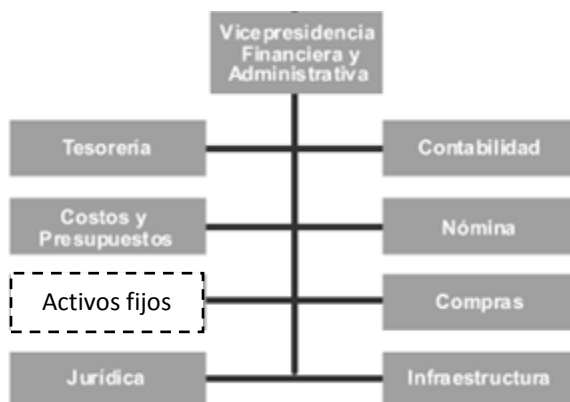 Vicepresidencia
Financiera y
Administrativa
Tesorería
Contabilidad
Costos y
Presupuestos
Nómina
Activos fijos
Compras
Jurídica
Infraestructura